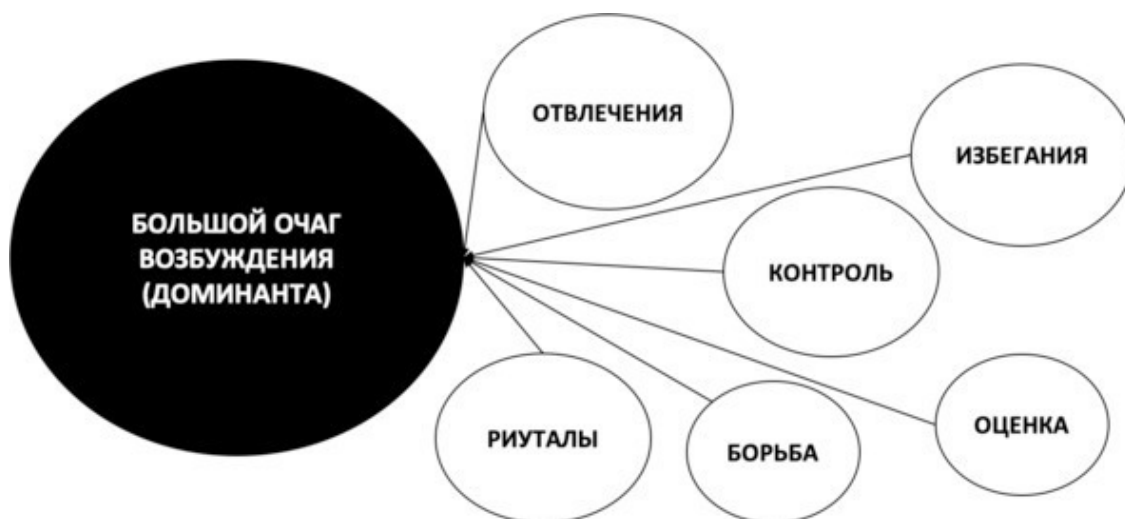 БОЛЬШОЙ ОЧАГ
ВОЗБУЖДЕНИЯ
(ДОМИНАНТА)
ОТВЛЕЧЕНИЯ
ИЗБЕГАНИЯ
КОНТРОЛЬ
РИУТАЛЫ
БОРЬБА
ОЦЕНКА